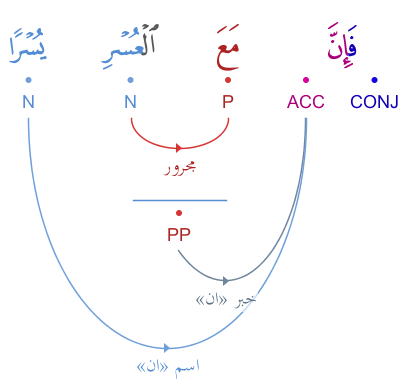 فَإِنَّ مَعَ ٱلْعُسْرِ يُسْرًا
CONJ ACC P N N
مجرور
PP
خبر «ان»
اسم «ان»